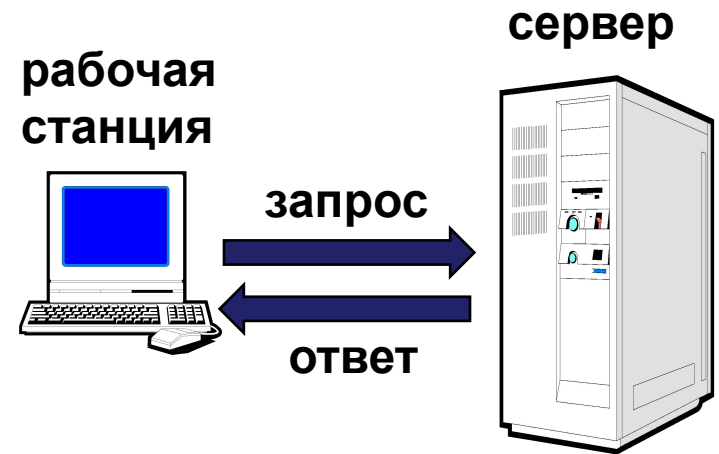 сервер
рабочая
станция
запрос
ответ